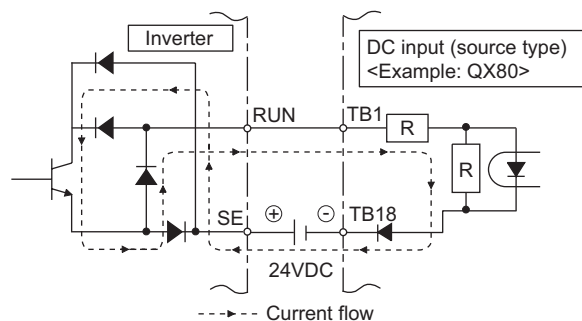 Inverter
DC input (source type)
<Example: QX80>
RUN
TB1
R
R
SE
+
-
TB18
24VDC
Current flow